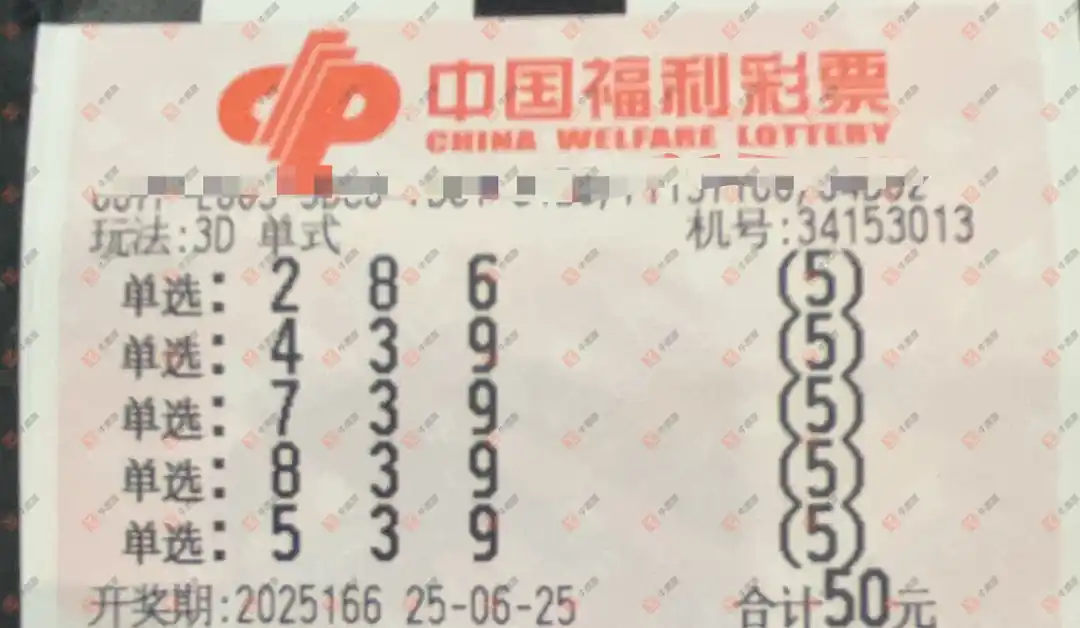 中国福利彩票
CHINA WELFARE LOTTERY
玩法:3D 单式 机号:34153013
单选: 2 8 6 (5)
单选: 4 3 9 (5)
单选: 7 3 9 (5)
单选: 8 3 9 (5)
单选: 5 3 9 (5)
开奖期:2025166 25-06-25 合计50元